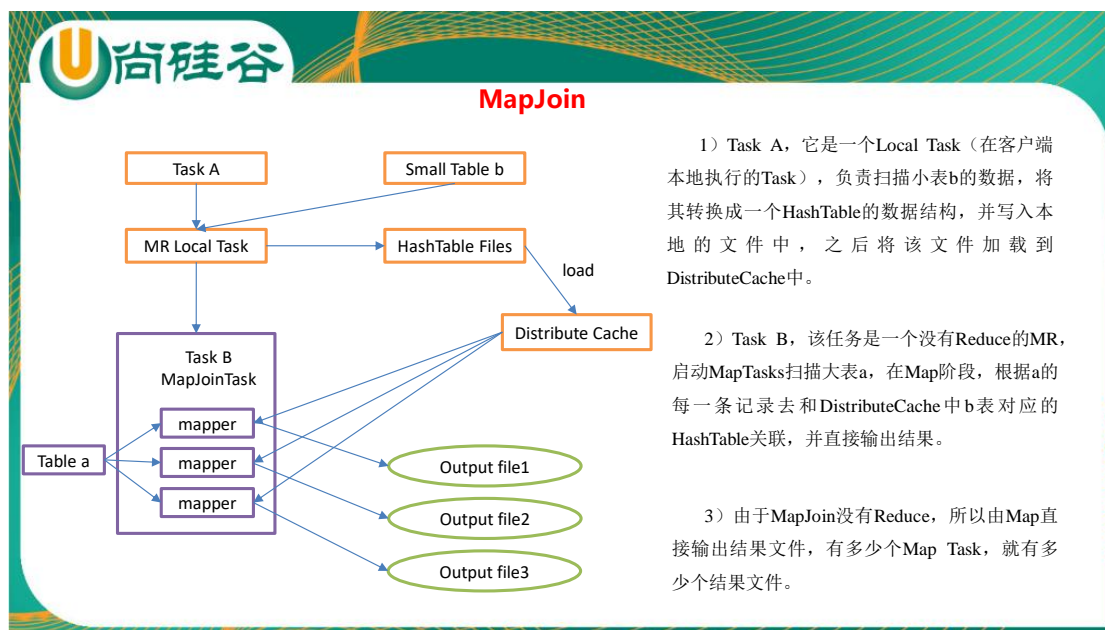 尚硅谷
MapJoin
Task A
Small Table b
MR Local Task
HashTable Files
load
Distribute Cache
Task B
MapJoinTask
mapper
mapper
mapper
Table a
Output file1
Output file2
Output file3
1）Task A，它是一个Local Task（在客户端
本地执行的Task），负责扫描小表b的数据，将
其转换成一个HashTable的数据结构，并写入本
地的文件中，之后将该文件加载到
DistributeCache中。
2）Task B，该任务是一个没有Reduce的MR，
启动MapTasks扫描大表a，在Map阶段，根据a的
每一条记录去和DistributeCache中b表对应的
HashTable关联，并直接输出结果。
3）由于MapJoin没有Reduce，所以由Map直
接输出结果文件，有多少个Map Task，就有多
少个结果文件。